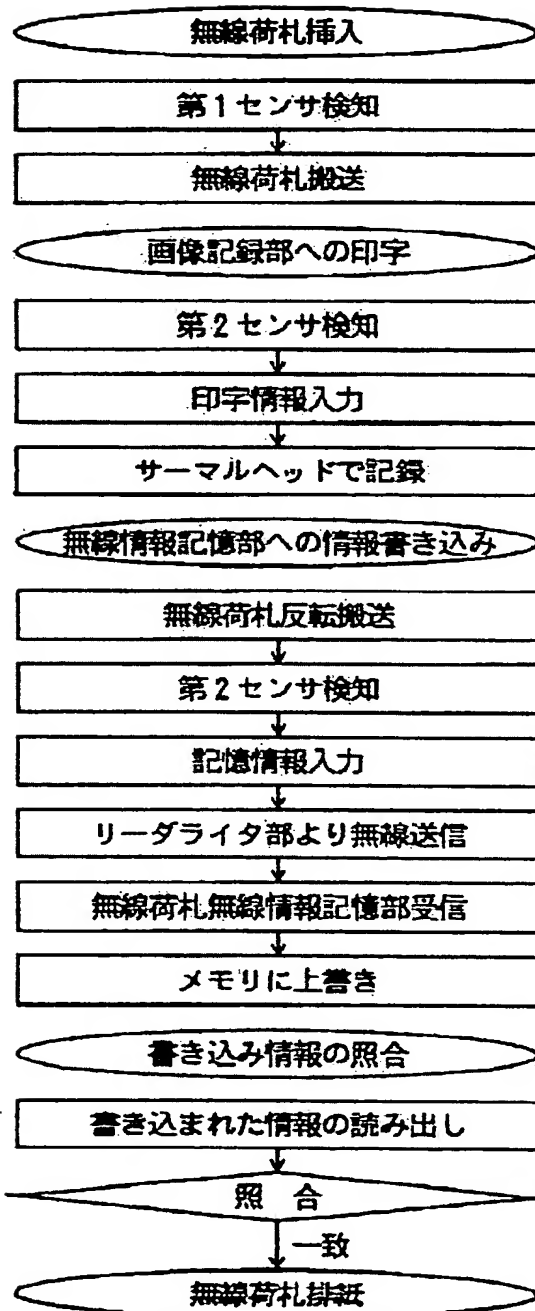 無線荷札挿入
第1センサ検知
無線荷札搬送
画像記録部への印字
第2センサ検知
印字情報入力
サーマルヘッドで記録
無線情報記憶部への情報書き込み
無線荷札反転搬送
第2センサ検知
記憶情報入力
リーダライタ部より無線送信
無線荷札無線情報記憶部受信
メモリに上書き
書き込み情報の照合
書き込まれた情報の読み出し
照 合
一致
無線荷札排紙